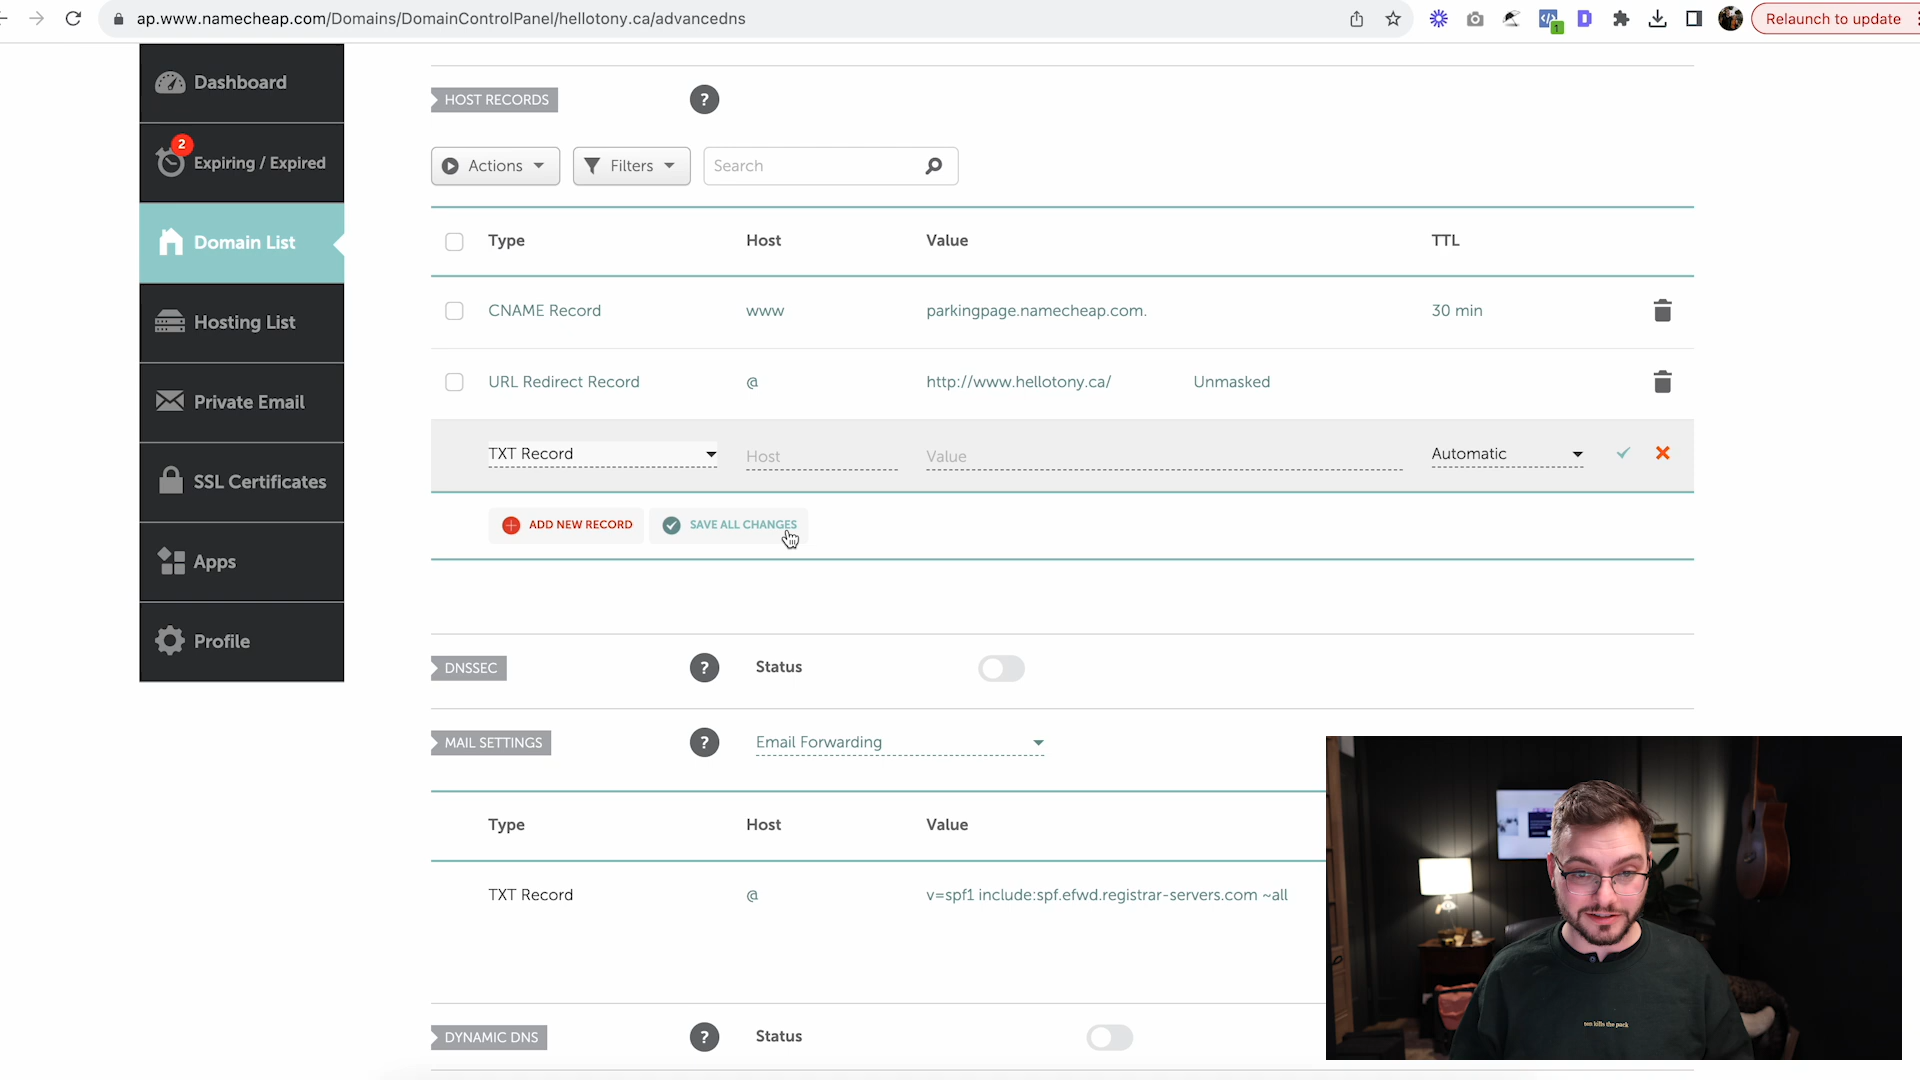 ap.www.namecheap.com/Domains/DomainControlPanel/hellotony.ca/advancedns
1
Relaunch to update
Dashboard
2
Expiring / Expired
Domain List
Hosting List
Private Email
SSL Certificates
Apps
Profile
HOST RECORDS ?
Actions Filters Search
Type Host Value TTL
CNAME Record www parkingpage.namecheap.com. 30 min
URL Redirect Record @ http://www.hellotony.ca/ Unmasked
TXT Record Host Value Automatic
ADD NEW RECORD SAVE ALL CHANGES
DNSSEC ? Status
MAIL SETTINGS ? Email Forwarding
Type Host Value
TXT Record @ v=spf1 include:spf.efwd.registrar-servers.com ~all
DYNAMIC DNS ? Status